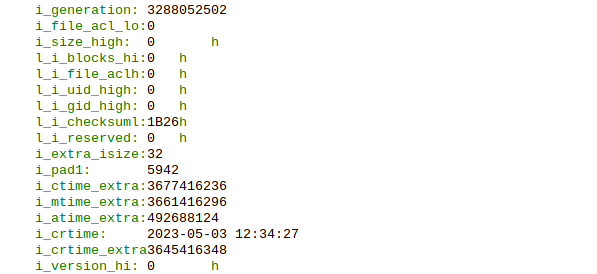 i_generation: 3288052502
i_file_acl_lo:0
i_size_high: 0 h
l_i_blocks_hi:0 h
l_i_file_aclh:0 h
l_i_uid_high: 0 h
l_i_gid_high: 0 h
l_i_checksuml:1B26h
l_i_reserved: 0 h
i_extra_isize:32
i_pad1: 5942
i_ctime_extra:3677416236
i_mtime_extra:3661416296
i_atime_extra:492688124
i_crtime: 2023-05-03 12:34:27
i_crtime_extra3645416348
i_version_hi: 0 h